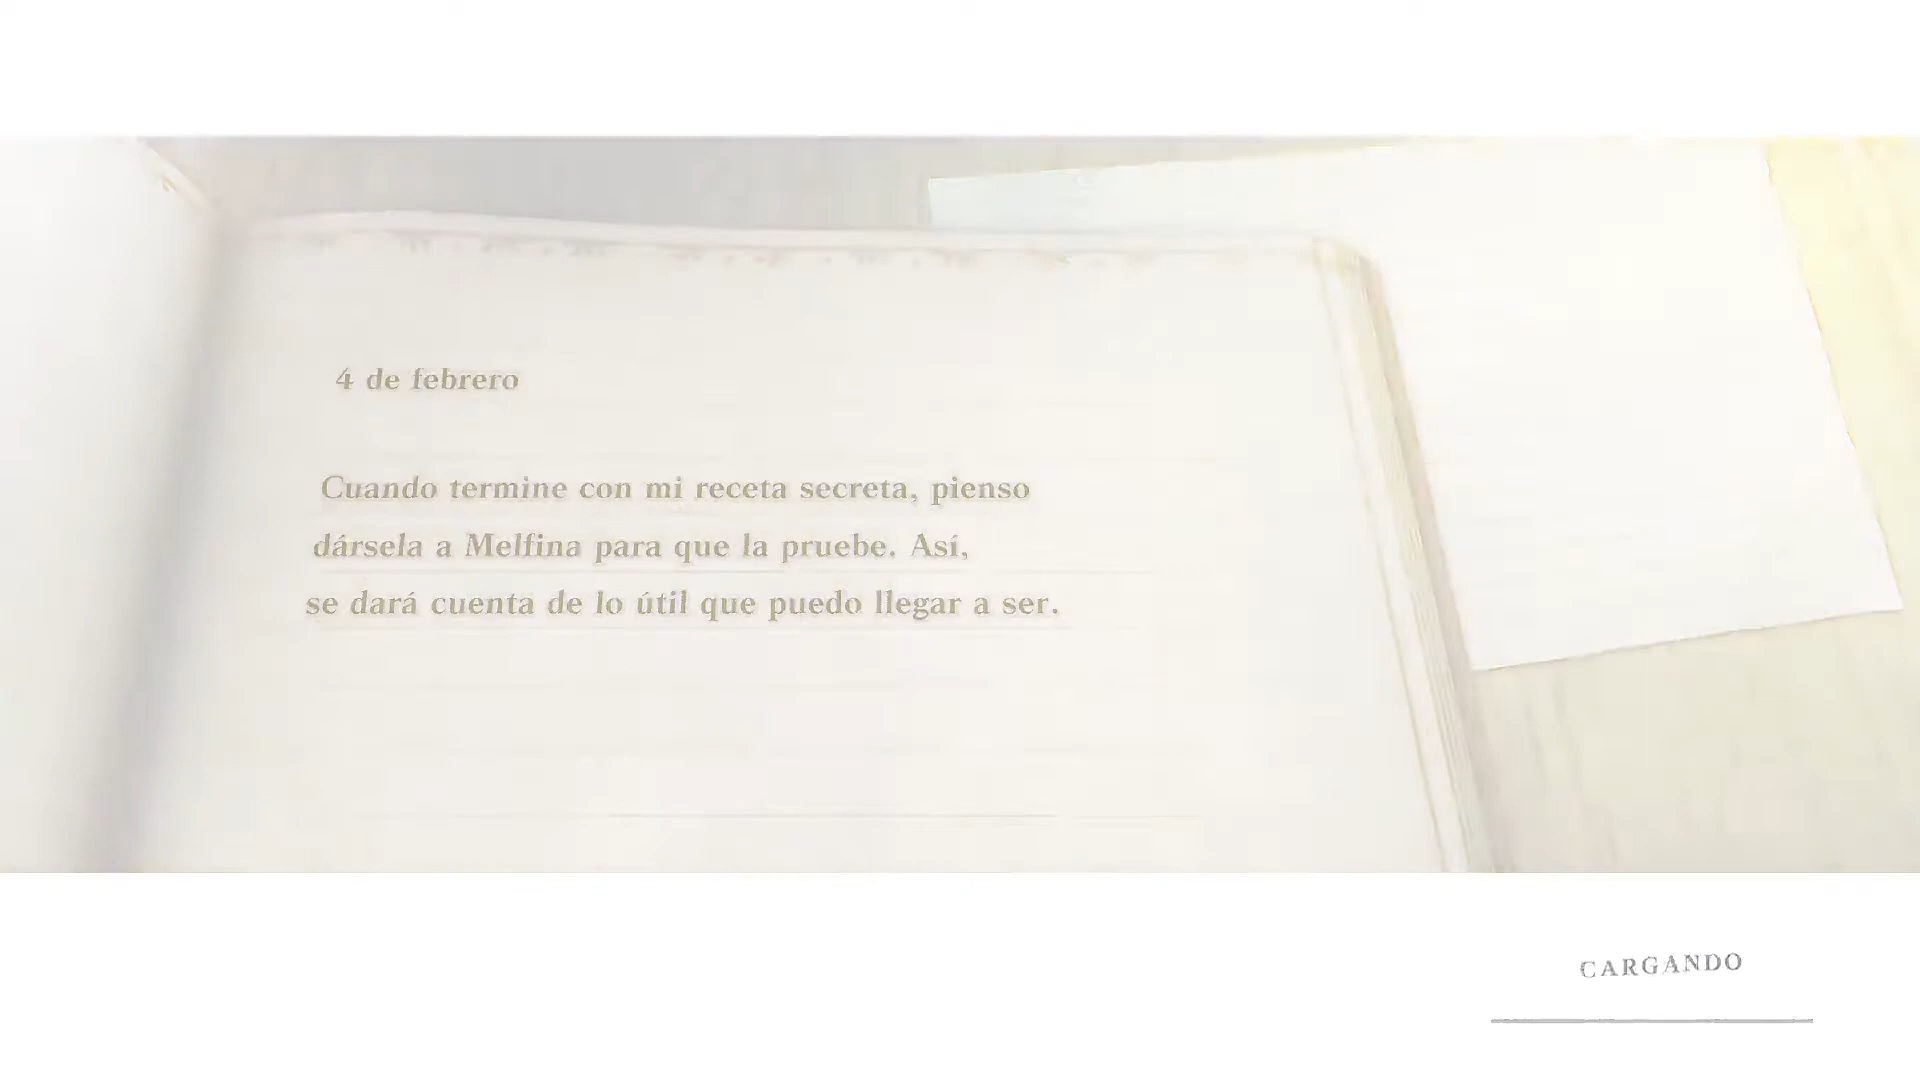 4 de febrero
Cuando termine con mi receta secreta, pienso
dársela a Melfina para que la pruebe. Así,
se dará cuenta de lo útil que puedo llegar a ser.
CARGANDO